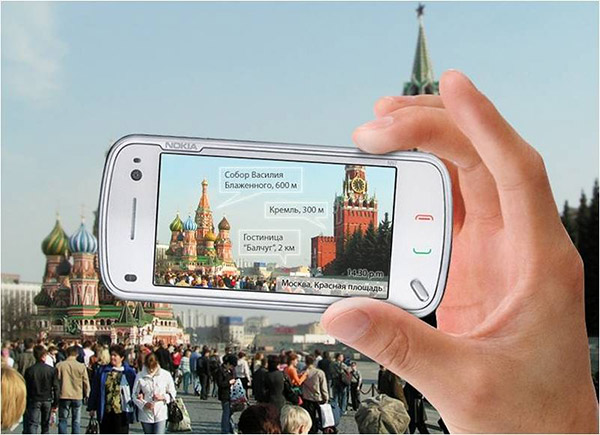 NOKIA
Собор Василия
Блаженного, 600 м
Кремль, 300 м
Гостиница
"Балчуг", 2 км
14:30 pm
Москва, Красная площадь